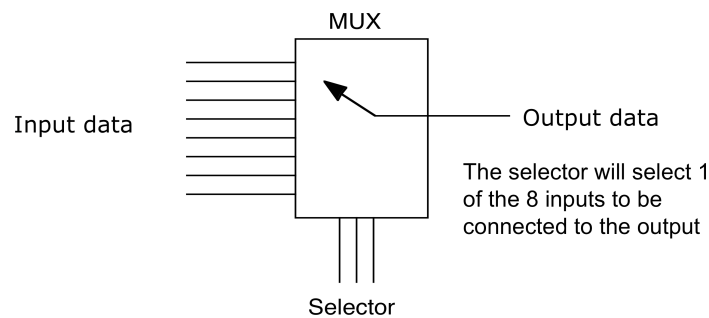 MUX
Input data
Output data
The selector will select 1
of the 8 inputs to be
connected to the output
Selector